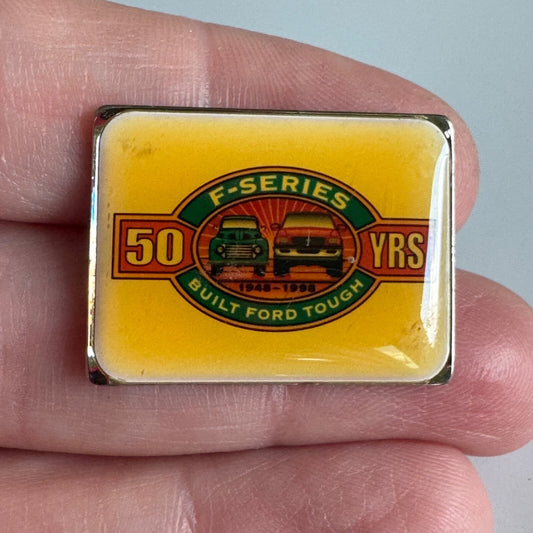 F-SERIES
50 YRS
1948-1998
BUILT FORD TOUGH